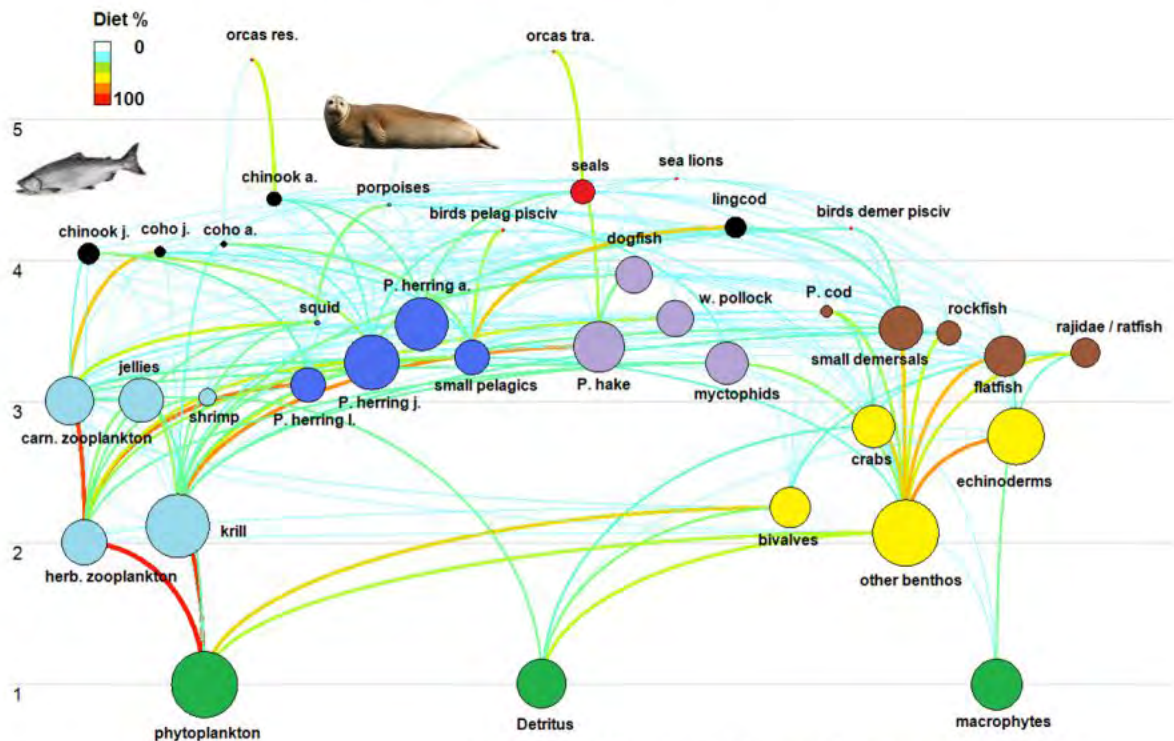 Diet %
0
100
orcas res.
orcas tra.
5
chinook a.
porpoises
seals
sea lions
birds pelag pisciv
lingcod
birds demer pisciv
chinook j.
coho j.
coho a.
dogfish
4
P. herring a.
squid
w. pollock
P. cod
rockfish
rajidae / ratfish
jellies
small pelagics
P. hake
small demersals
flatfish
myctophids
3
shrimp
P. herring l.
P. herring j.
carn. zooplankton
crabs
echinoderms
krill
2
herb. zooplankton
bivalves
other benthos
1
phytoplankton
Detritus
macrophytes